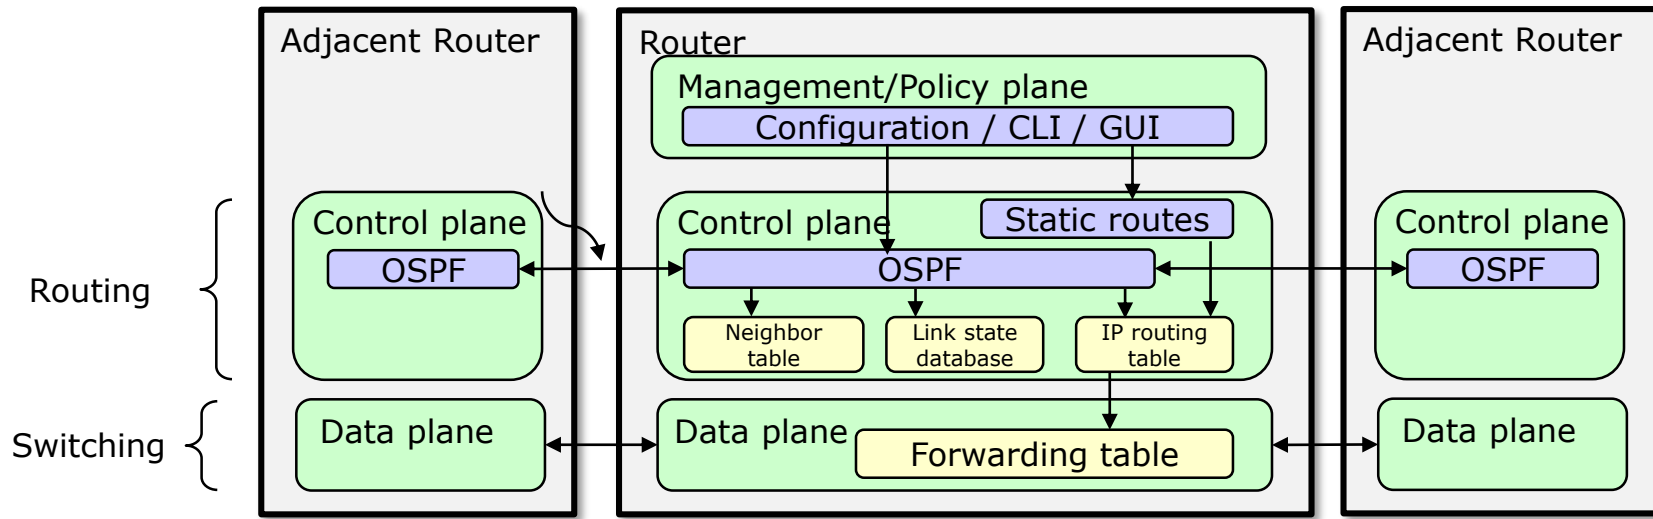 Adjacent Router
Router
Adjacent Router
Management/Policy plane
Configuration / CLI / GUI
Control plane
Control plane
Static routes
Control plane
OSPF
OSPF
OSPF
Routing
Neighbor
table
Link state
database
IP routing
table
Switching
Data plane
Data plane
Forwarding table
Data plane